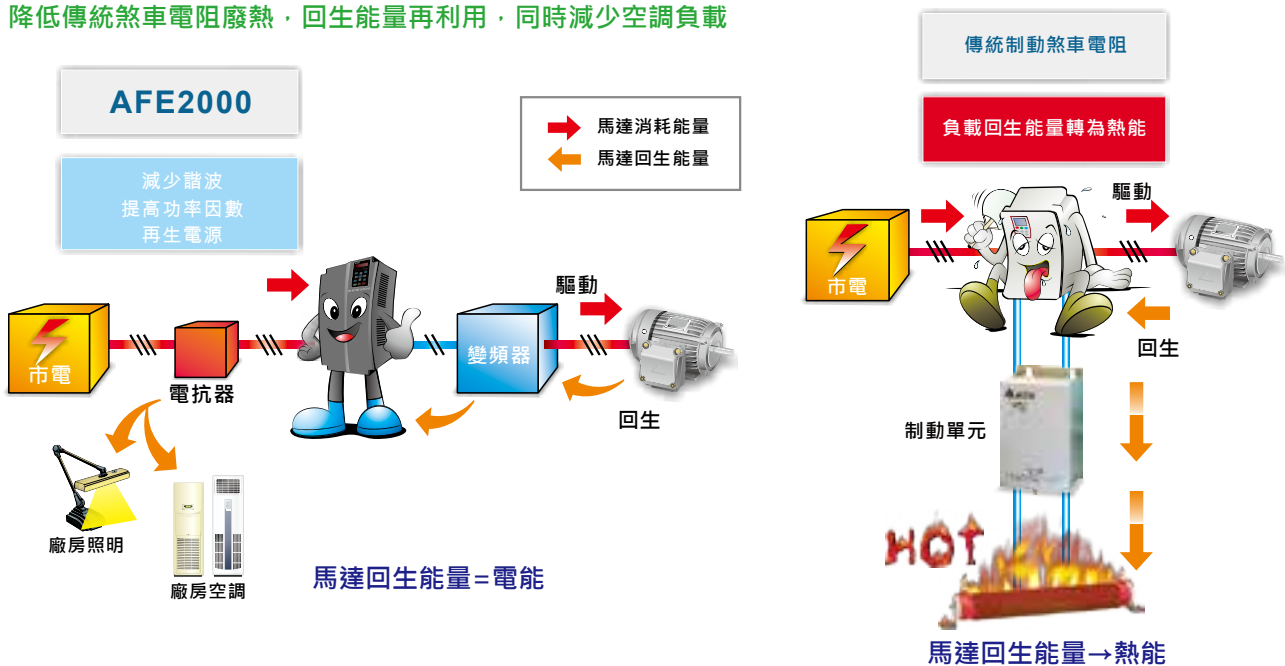 降低傳統煞車電阻廢熱，回生能量再利用，同時減少空調負載
AFE2000
減少諧波
提高功率因數
再生電源
馬達消耗能量
馬達回生能量
市電
電抗器
變頻器
驅動
回生
廠房照明
廠房空調
馬達回生能量=電能
傳統制動煞車電阻
負載回生能量轉為熱能
市電
驅動
回生
制動單元
HOT
馬達回生能量→熱能